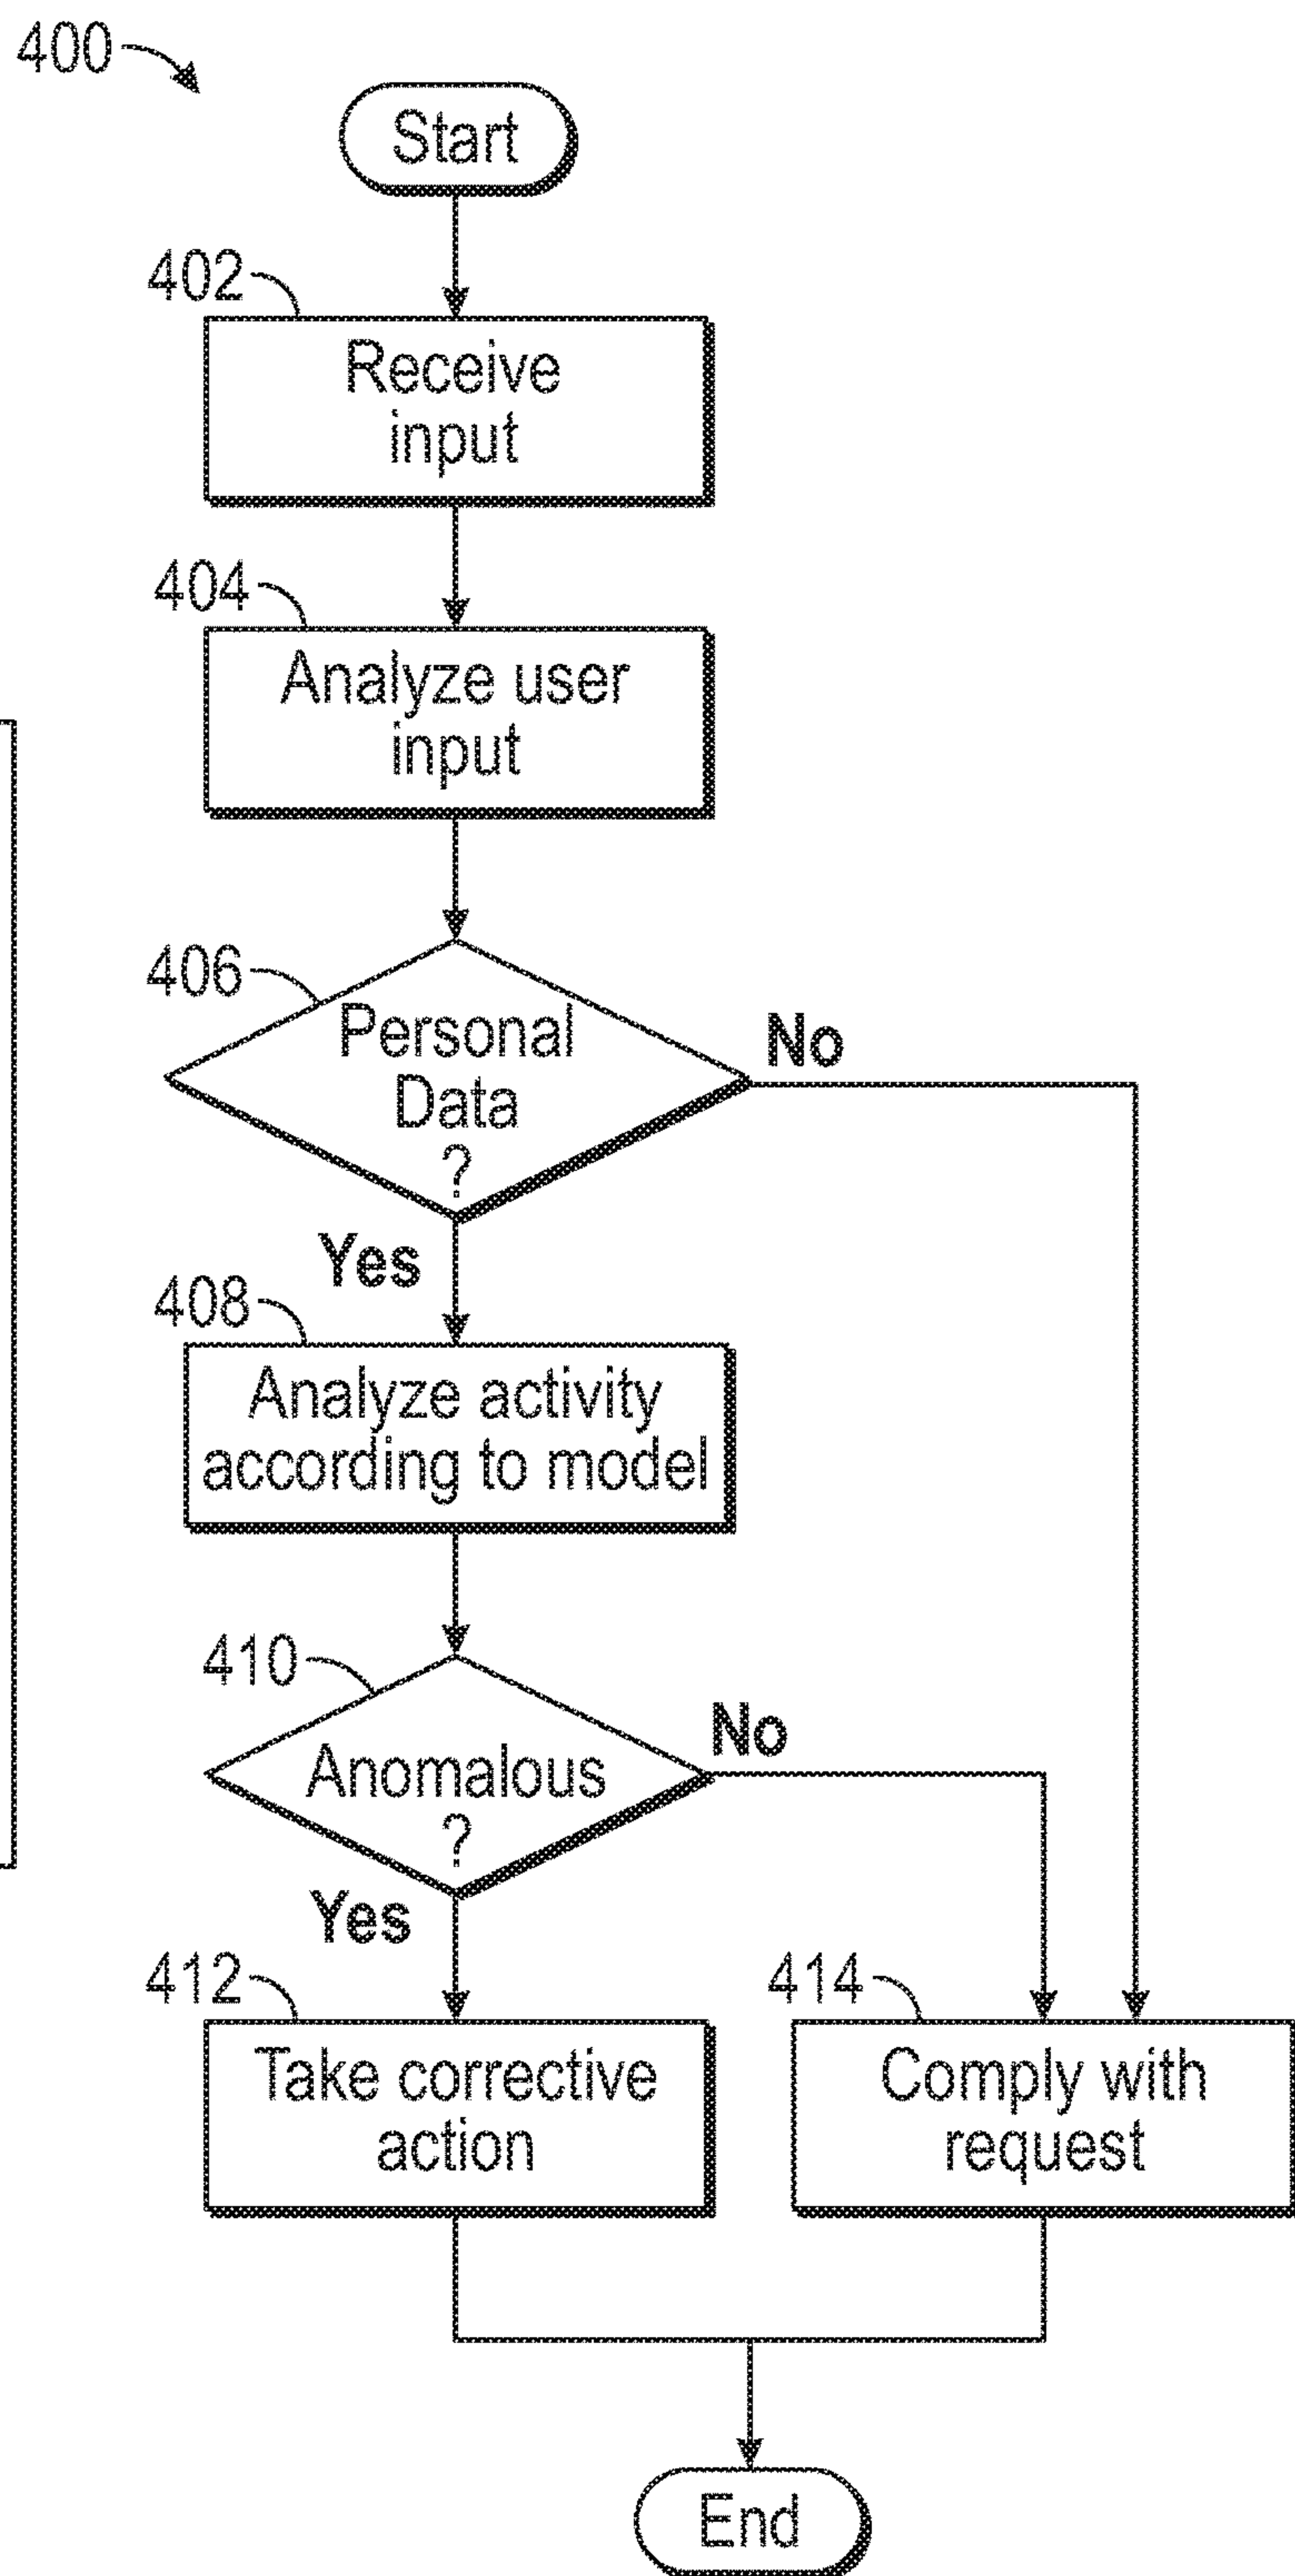 400
Start
402
Receive
input
404
Analyze user
input
406
Personal
Data
?
No
Yes
408
Analyze activity
according to model
410
Anomalous
?
No
Yes
412
Take corrective
action
414
Comply with
request
End